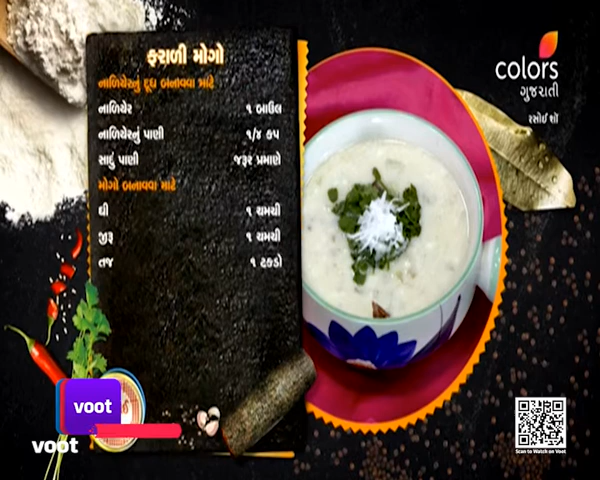 ફરાળી મોગો
નાળિયેરનું દૂધ બનાવવા માટે
નાળિયેર ૧ બાઉલ
નાળિયેરનું પાણી ૧/૪ કપ
સાદું પાણી જરૂર પ્રમાણે
મોગો બનાવવા માટે
ઘી ૧ ચમચી
જીરૂ ૧ ચમચી
તજ ૧ ટુકડો
colors
ગુજરાતી
રસોઈ શૉ
voot
voot
Scan to Watch on Voot